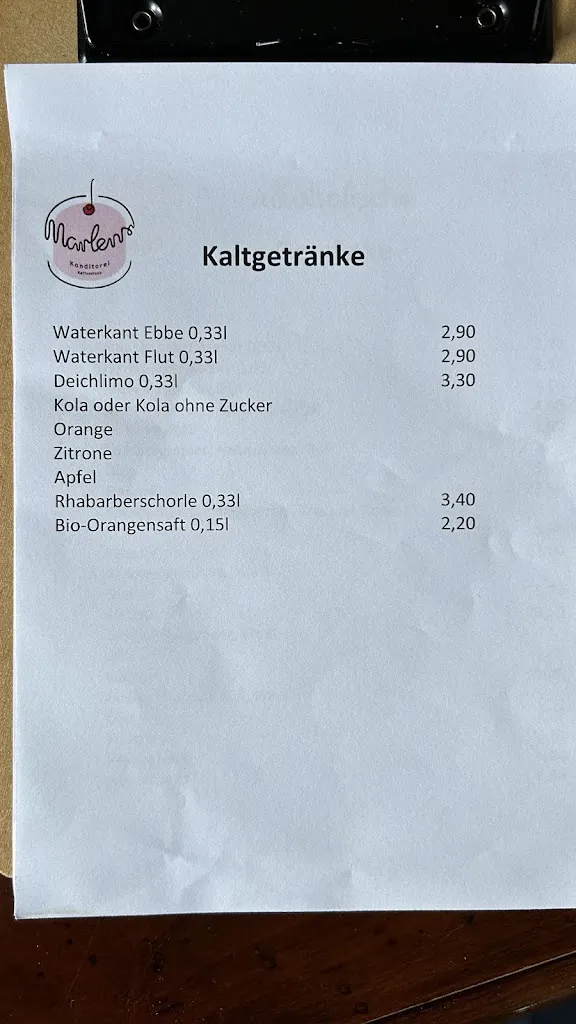 Marlens
Konditorei
Kaffeehaus
Kaltgetränke
Waterkant Ebbe 0,33l 2,90
Waterkant Flut 0,33l 2,90
Deichlimo 0,33l 3,30
Kola oder Kola ohne Zucker
Orange
Zitrone
Apfel
Rhabarberschorle 0,33l 3,40
Bio-Orangensaft 0,15l 2,20